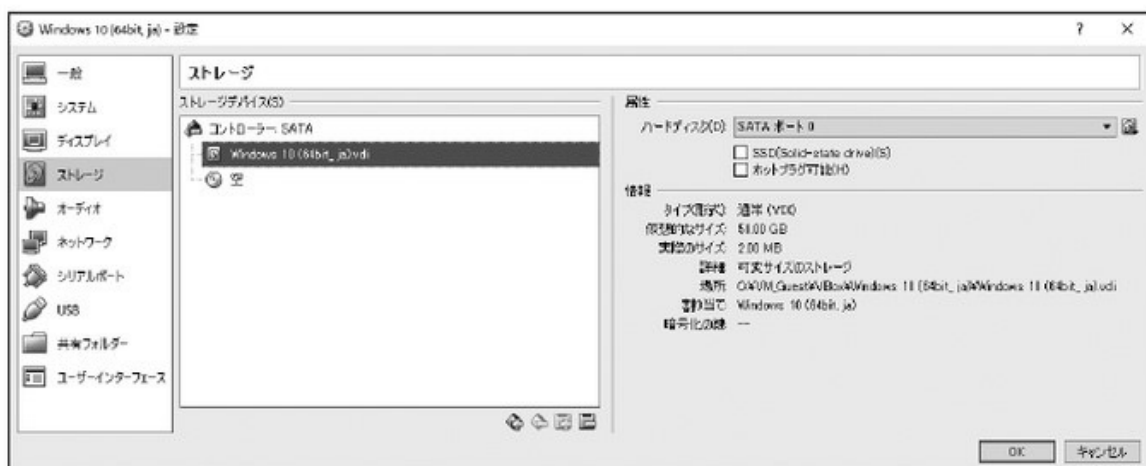 Windows 10 (64bit, ja) - 設定
? ×
一般
システム
ディスプレイ
ストレージ
オーディオ
ネットワーク
シリアルポート
USB
共有フォルダー
ユーザーインターフェース
ストレージ
ストレージデバイス(S)
コントローラー: SATA
Windows 10 (64bit_ ja).vdi
空
属性
ハードディスク(D): SATA ポート 0
SSD(Solid-state drive)(S)
ホットプラグ可能(H)
情報
タイプ(形式): 通常 (VDI)
仮想的なサイズ: GB
実際のサイズ: 2.00 MB
詳細: 可変サイズのストレージ
場所:
割り当て: Windows 10 (64bit, ja)
暗号化の鍵: --
OK
キャンセル